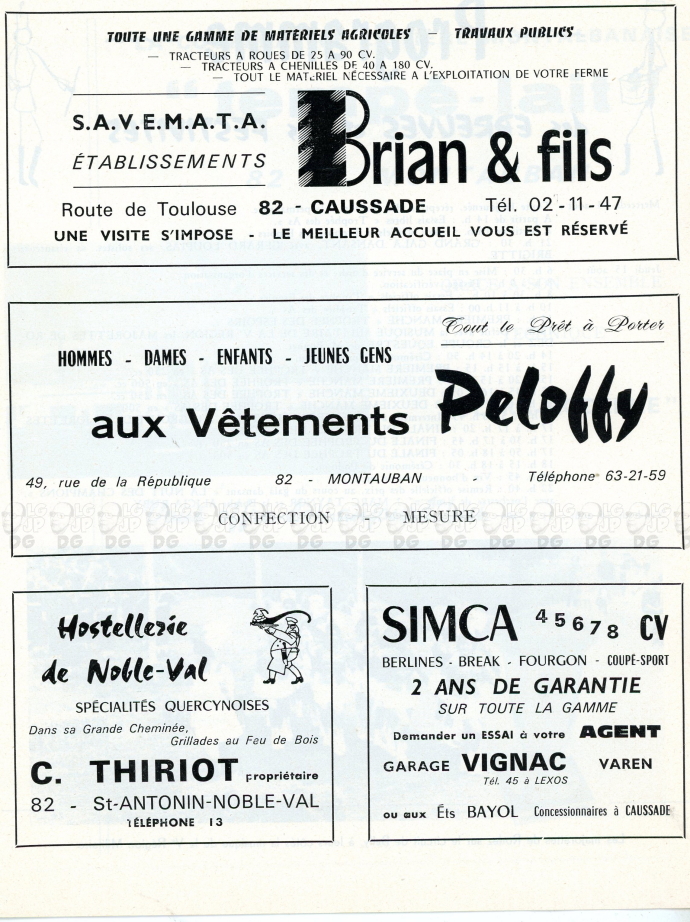 TOUTE UNE GAMME DE MATÉRIELS AGRICOLES — TRAVAUX PUBLICS
— TRACTEURS A ROUES DE 25 A 90 CV.
— TRACTEURS A CHENILLES DE 40 A 180 CV.
— TOUT LE MATÉRIEL NÉCESSAIRE A L'EXPLOITATION DE VOTRE FERME
S.A.V.E.M.A.T.A.
ÉTABLISSEMENTS
Brian & fils
Route de Toulouse 82 - CAUSSADE Tél. 02-11-47
UNE VISITE S'IMPOSE - LE MEILLEUR ACCUEIL VOUS EST RÉSERVÉ
Tout le Prêt à Porter
HOMMES - DAMES - ENFANTS - JEUNES GENS
aux Vêtements Peloffy
49, rue de la République 82 - MONTAUBAN - Téléphone 63-21-59
CONFECTION - MESURE
Hostellerie
de Noble-Val
SPÉCIALITÉS QUERCYNOISES
Dans sa Grande Cheminée,
Grillades au Feu de Bois
C. THIRIOT propriétaire
82 - St-ANTONIN-NOBLE-VAL
TÉLÉPHONE 13
SIMCA 4 5 6 7 8 CV
BERLINES - BREAK - FOURGON - COUPÉ-SPORT
2 ANS DE GARANTIE
SUR TOUTE LA GAMME
Demander un ESSAI à votre AGENT
GARAGE VIGNAC VAREN
Tél. 45 à LEXOS
ou aux Éts BAYOL Concessionnaires à CAUSSADE